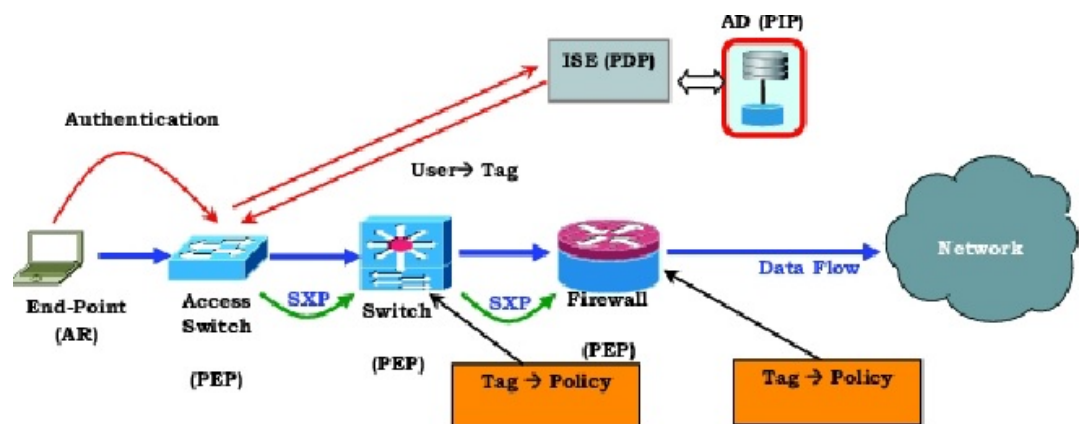 AD (PIP)
ISE (PDP)
Authentication
User→ Tag
Network
Data Flow
End-Point
(AR)
Access
Switch
(PEP)
SXP
Switch
(PEP)
SXP
Firewall
(PEP)
Tag → Policy
Tag → Policy